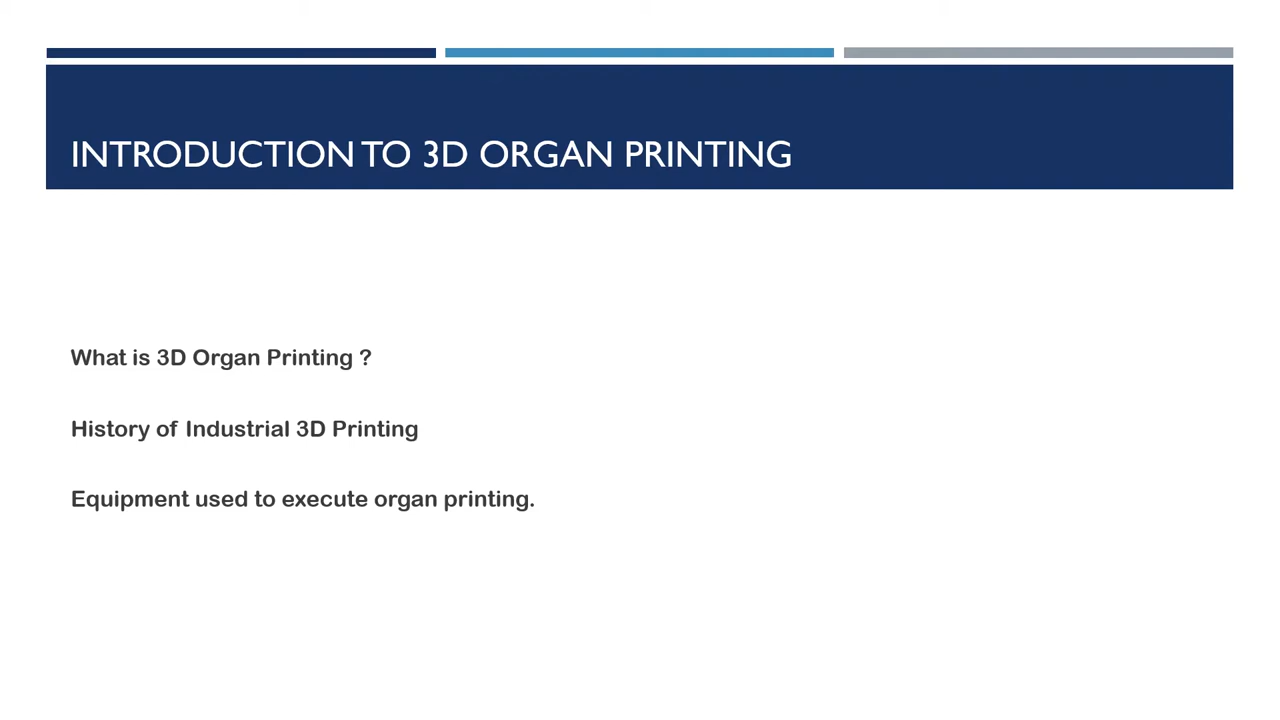 INTRODUCTION TO 3D ORGAN PRINTING
What is 3D Organ Printing ?
History of Industrial 3D Printing
Equipment used to execute organ printing.